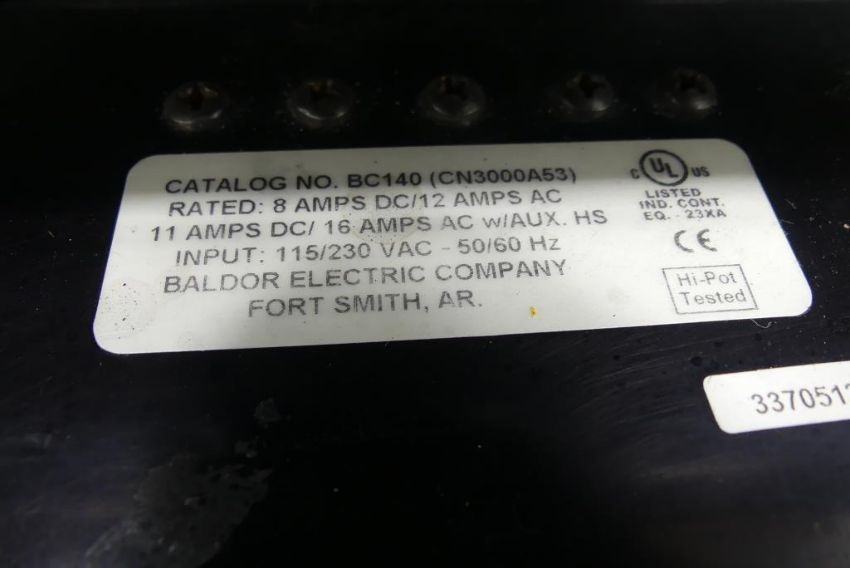 CATALOG NO. BC140 (CN3000A53)
RATED: 8 AMPS DC/12 AMPS AC
11 AMPS DC/ 16 AMPS AC w/AUX. HS
INPUT: 115/230 VAC - 50/60 Hz
BALDOR ELECTRIC COMPANY
FORT SMITH, AR.
C UL US
LISTED
IND. CONT.
EQ. 23XA
CE
Hi-Pot
Tested